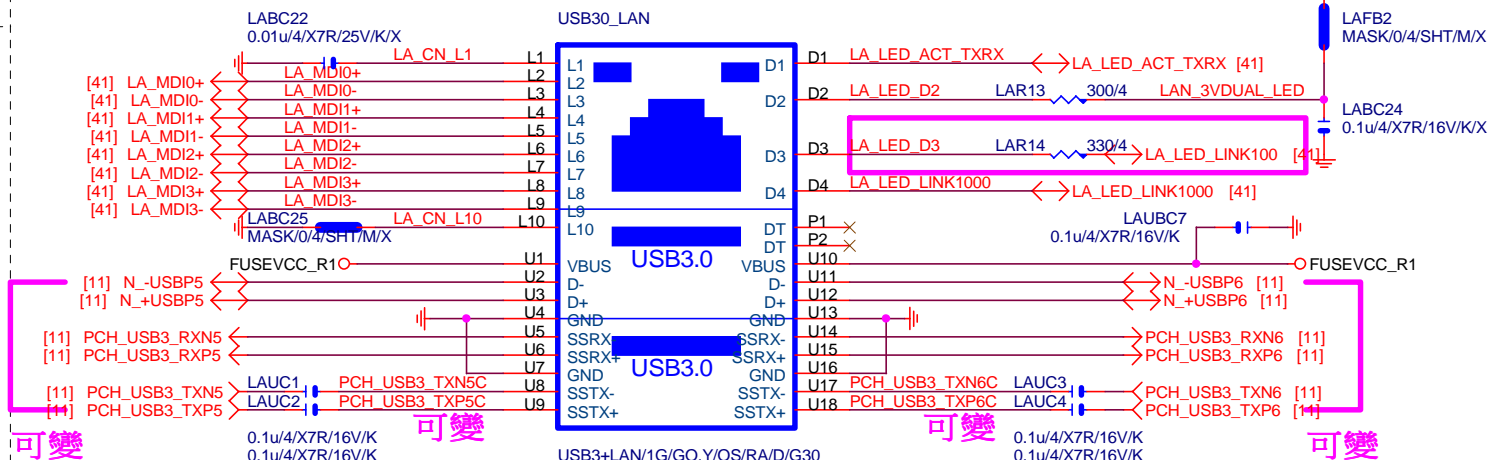 LABC22
0.01u/4/X7R/25V/K/X
USB30_LAN
LAFB2
MASK/0/4/SHT/M/X
LA_CN_L1 L1 L1 D1 D1 LA_LED_ACT_TXRX LA_LED_ACT_TXRX [41]
[41] LA_MDI0+ LA_MDI0+ L2 L2
[41] LA_MDI0- LA_MDI0- L3 L3 D2 D2 LA_LED_D2 LAR13 300/4 LAN_3VDUAL_LED
LABC24
0.1u/4/X7R/16V/K/X
[41] LA_MDI1+ LA_MDI1+ L4 L4
[41] LA_MDI1- LA_MDI1- L5 L5
[41] LA_MDI2+ LA_MDI2+ L6 L6 D3 D3 LA_LED_D3 LAR14 330/4 LA_LED_LINK100 [41]
[41] LA_MDI2- LA_MDI2- L7 L7
[41] LA_MDI3+ LA_MDI3+ L8 L8 D4 D4 LA_LED_LINK1000 LA_LED_LINK1000 [41]
[41] LA_MDI3- LA_MDI3- L9 L9
LABC25 LA_CN_L10 L10 L10 DT P1
MASK/0/4/SHT/M/X
DT P2
LAUBC7
0.1u/4/X7R/16V/K
FUSEVCC_R1 U1 VBUS USB3.0 VBUS U10 FUSEVCC_R1
[11] N_-USBP5 U2 D- D- U11 N_-USBP6 [11]
[11] N_+USBP5 U3 D+ D+ U12 N_+USBP6 [11]
U4 GND GND U13
[11] PCH_USB3_RXN5 U5 SSRX- SSRX- U14 PCH_USB3_RXN6 [11]
[11] PCH_USB3_RXP5 U6 SSRX+ SSRX+ U15 PCH_USB3_RXP6 [11]
U7 GND USB3.0 GND U16
[11] PCH_USB3_TXN5 LAUC1 PCH_USB3_TXN5C U8 SSTX- SSTX- U17 PCH_USB3_TXN6C LAUC3 PCH_USB3_TXN6 [11]
[11] PCH_USB3_TXP5 LAUC2 PCH_USB3_TXP5C U9 SSTX+ SSTX+ U18 PCH_USB3_TXP6C LAUC4 PCH_USB3_TXP6 [11]
可變 可變 可變 可變
0.1u/4/X7R/16V/K 0.1u/4/X7R/16V/K
0.1u/4/X7R/16V/K USB3+LAN/1G/GO,Y/OS/RA/D/G30 0.1u/4/X7R/16V/K